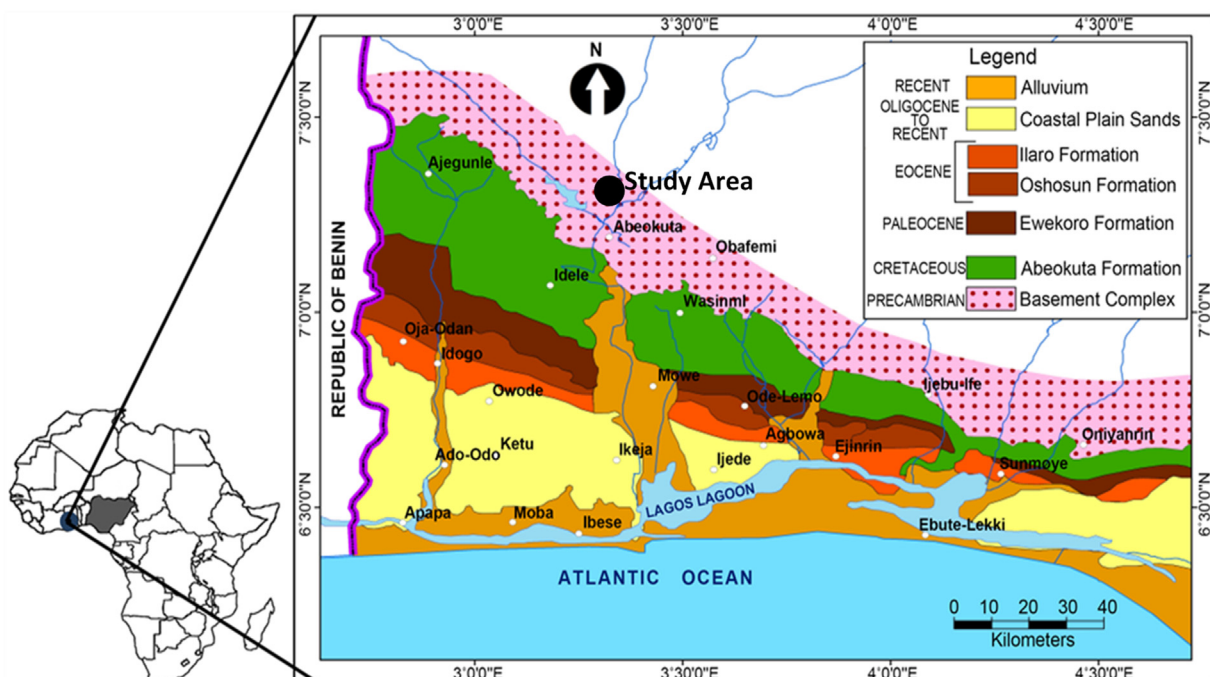 3°0'0"E 3°30'0"E 4°0'0"E
N
Legend
RECENT Alluvium
OLIGOCENE TO RECENT Coastal Plain Sands
EOCENE Ilaro Formation
Oshosun Formation
PALEOCENE Ewekoro Formation
CRETACEOUS Abeokuta Formation
PRECAMBRIAN Basement Complex
7°30'0"N
7°30'0"N
Ajegunle
Study Area
Abeokuta
Obafemi
REPUBLIC OF BENIN
Idele
Wasinml
7°0'0"N
7°0'0"N
Oja-Odan
Idogo
Owode
Mowe
Ode-Lemo
Ijebu-Ife
Ado-Odo
Ketu
Ikeja
Ijede
Agbowa
Ejinrin
Oniyanrin
Sunmoye
6°30'0"N
6°30'0"N
Apapa
Moba
Ibese
LAGOS LAGOON
Ebute-Lekki
ATLANTIC OCEAN
0 10 20 30 40
Kilometers
3°0'0"E 3°30'0"E 4°0'0"E 4°30'0"E